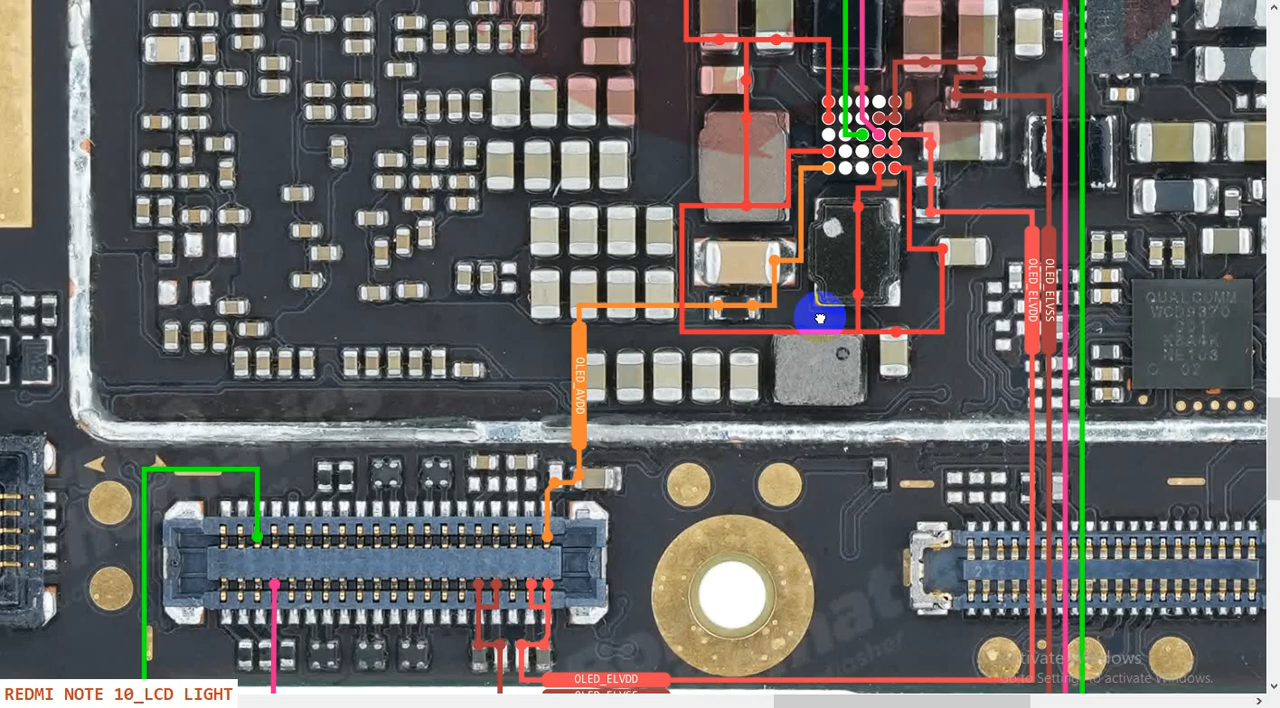 OLED_ELVDD
OLED_ELVSS
QUALCOMM
WCD9370
OLED_AVDD
Activate Windows
Go to Settings to activate Windows.
OLED_ELVDD
OLED_ELVSS
REDMI NOTE 10_LCD LIGHT